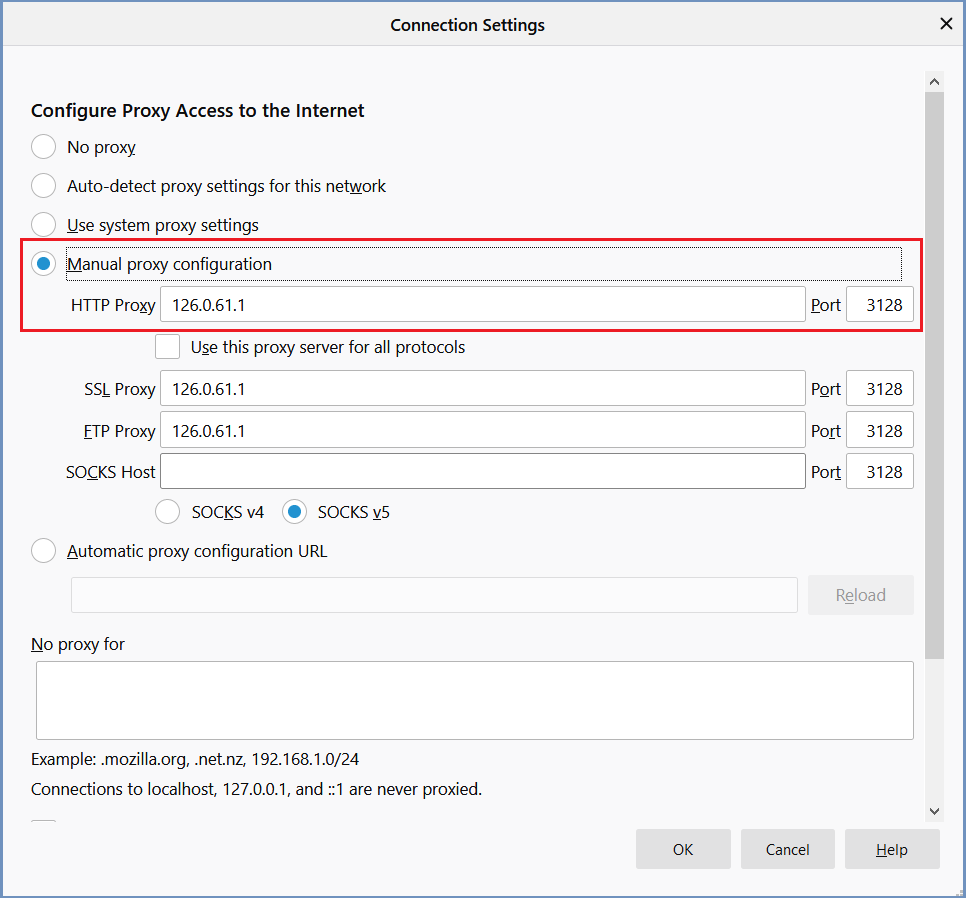 Connection Settings
Configure Proxy Access to the Internet
No proxy
Auto-detect proxy settings for this network
Use system proxy settings
Manual proxy configuration
HTTP Proxy 126.0.61.1 Port 3128
Use this proxy server for all protocols
SSL Proxy 126.0.61.1 Port 3128
FTP Proxy 126.0.61.1 Port 3128
SOCKS Host Port 3128
SOCKS v4 SOCKS v5
Automatic proxy configuration URL
Reload
No proxy for
Example: .mozilla.org, .net.nz, 192.168.1.0/24
Connections to localhost, 127.0.0.1, and ::1 are never proxied.
OK Cancel Help